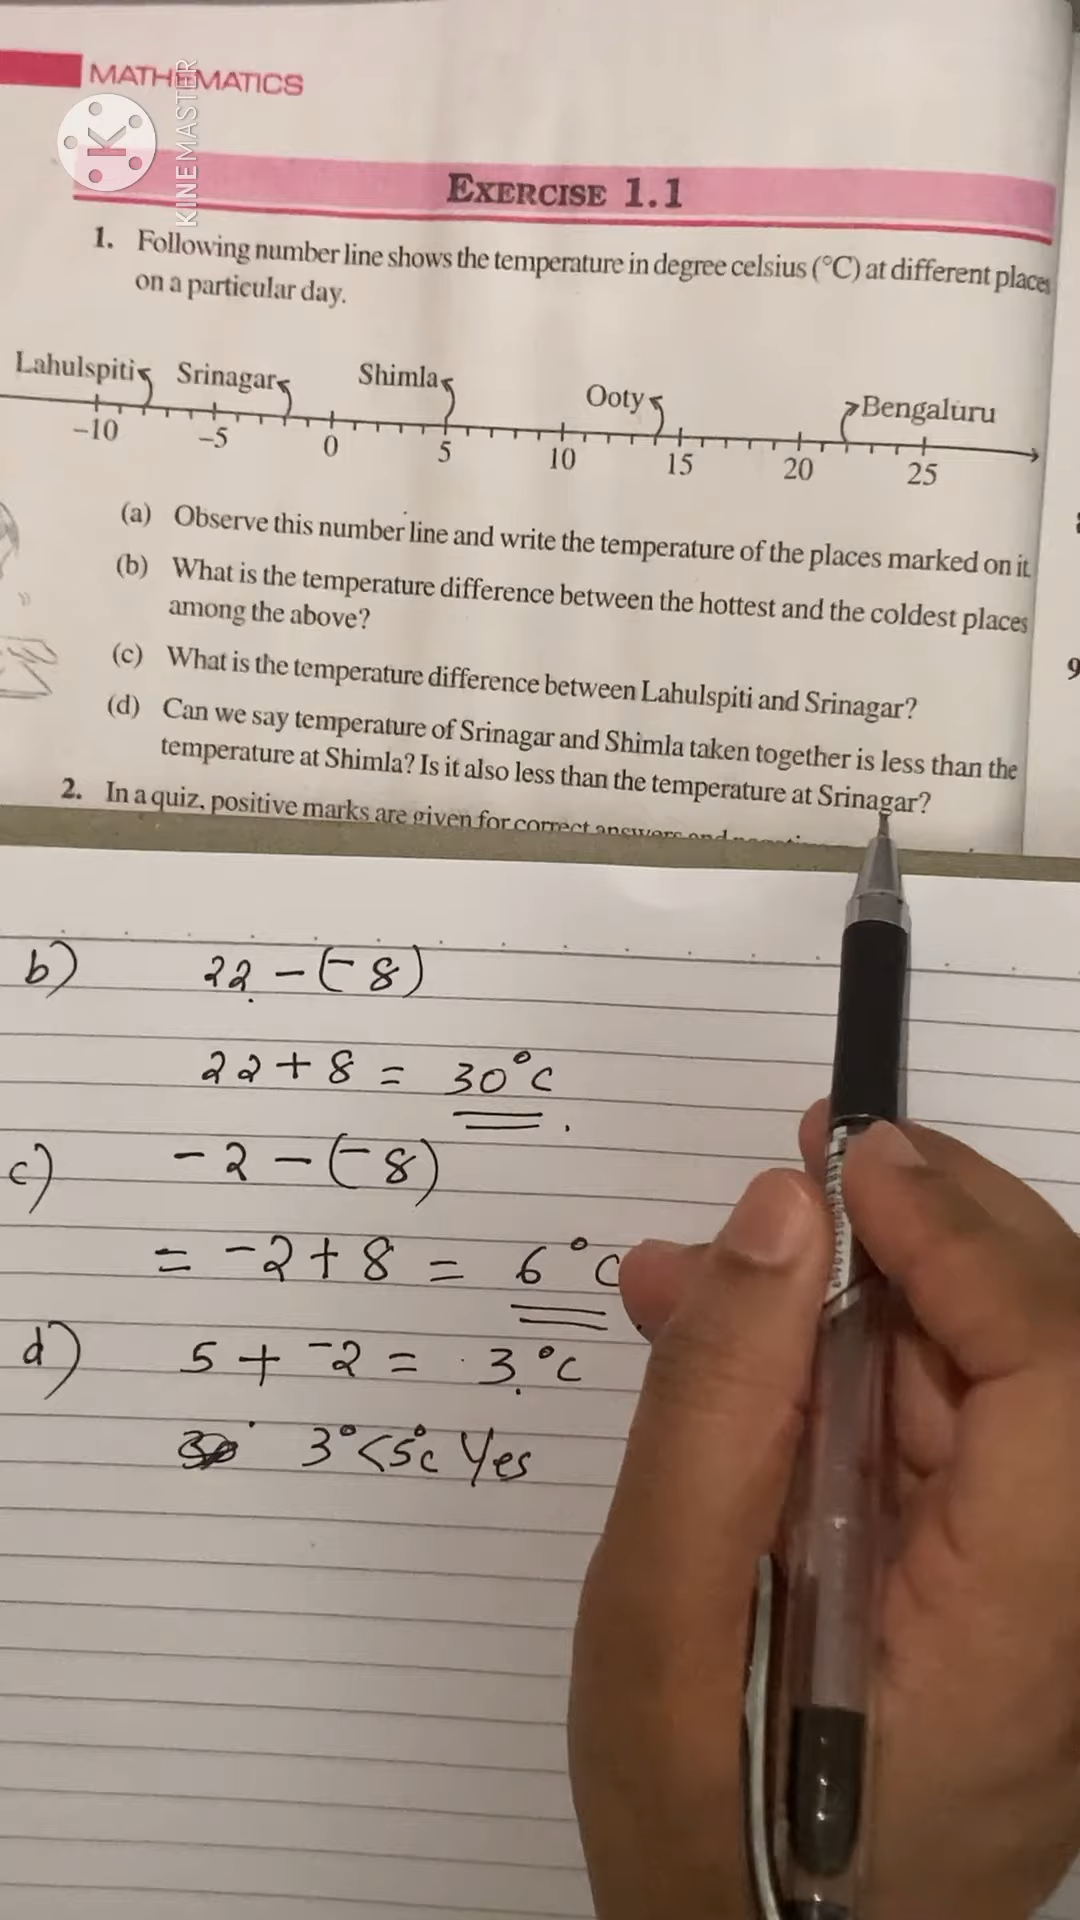 MATHEMATICS
KINEMASTER
EXERCISE 1.1
1. Following number line shows the temperature in degree celsius (°C) at different places
on a particular day.
Lahulspiti Srinagar Shimla Ooty Bengaluru
–10 –5 0 5 10 15 20 25
(a) Observe this number line and write the temperature of the places marked on it.
(b) What is the temperature difference between the hottest and the coldest places
among the above?
(c) What is the temperature difference between Lahulspiti and Srinagar?
(d) Can we say temperature of Srinagar and Shimla taken together is less than the
temperature at Shimla? Is it also less than the temperature at Srinagar?
2. In a quiz, positive marks are given for correct answers and
9
b) 22 – (–8)
22 + 8 = 30°C.
c) –2 – (–8)
= –2 + 8 = 6°C
d) 5 + –2 = 3°C
3° < 5°C Yes